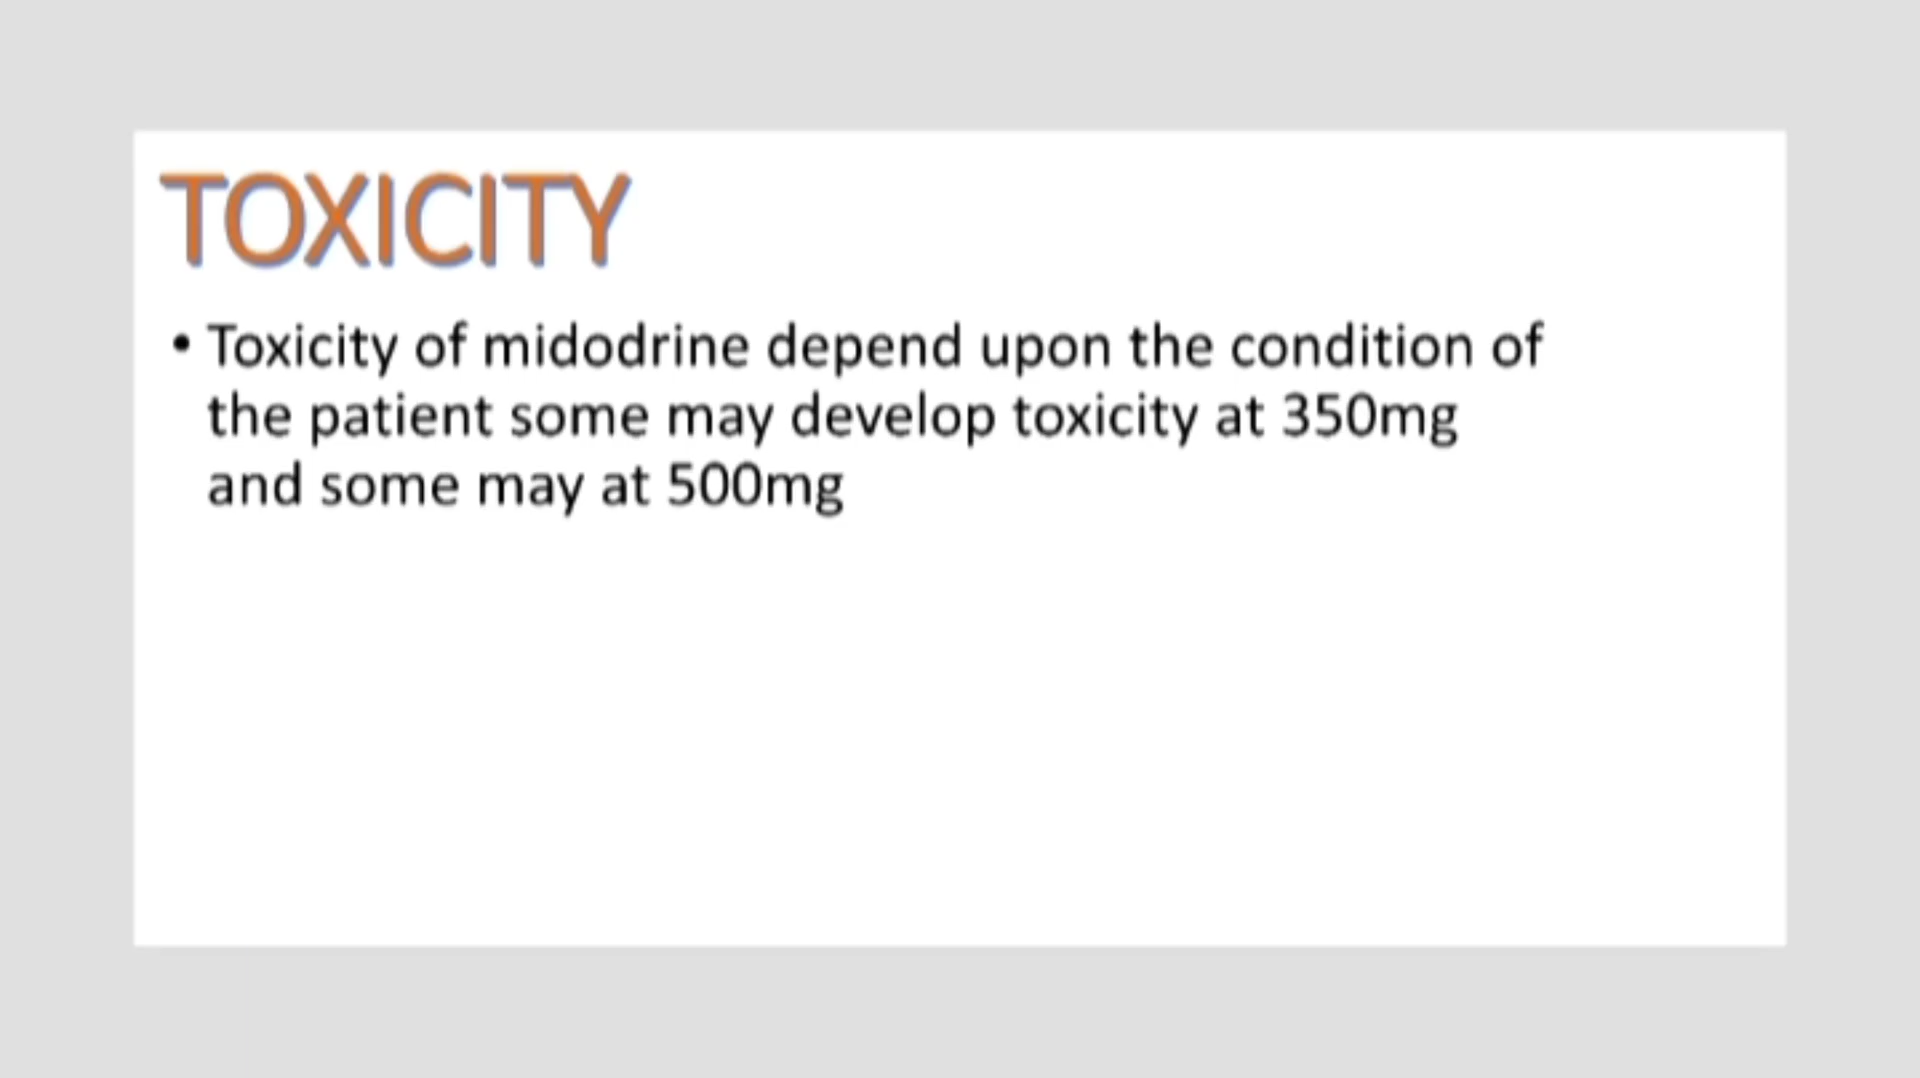 TOXICITY
• Toxicity of midodrine depend upon the condition of
the patient some may develop toxicity at 350mg
and some may at 500mg